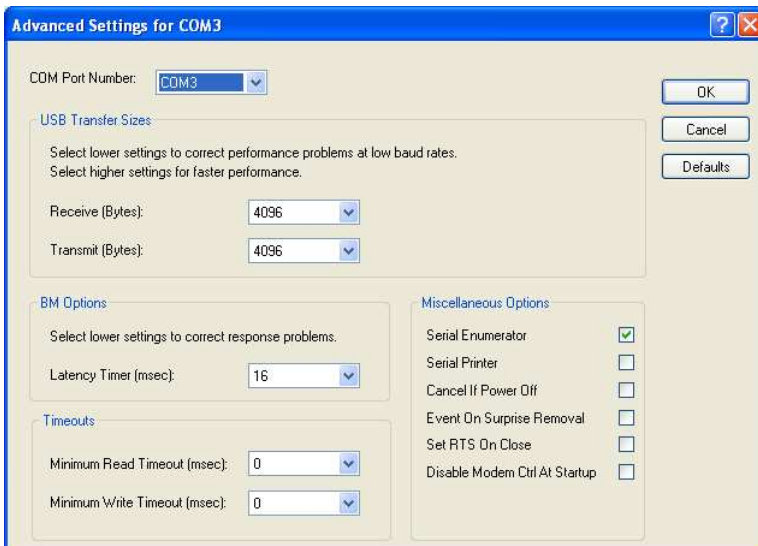 Advanced Settings for COM3
COM Port Number: COM3
OK
Cancel
Defaults
USB Transfer Sizes
Select lower settings to correct performance problems at low baud rates.
Select higher settings for faster performance.
Receive (Bytes): 4096
Transmit (Bytes): 4096
BM Options
Select lower settings to correct response problems.
Latency Timer (msec): 16
Timeouts
Minimum Read Timeout (msec): 0
Minimum Write Timeout (msec): 0
Miscellaneous Options
Serial Enumerator
Serial Printer
Cancel If Power Off
Event On Surprise Removal
Set RTS On Close
Disable Modem Ctrl At Startup